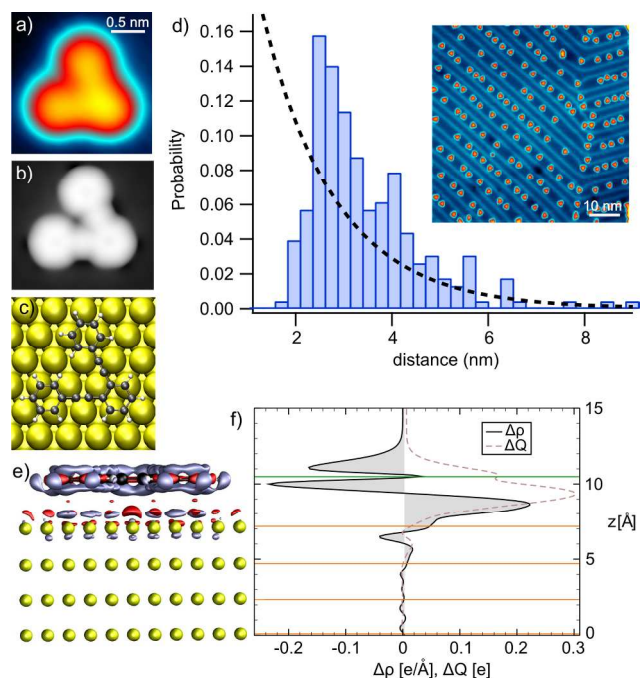 a)
0.5 nm
b)
c)
d)
0.16
0.14
0.12
0.10
0.08
0.06
0.04
0.02
0.00
Probability
2
4
6
8
distance (nm)
10 nm
e)
f)
Δρ
ΔQ
15
10
5
0
z[Å]
-0.2
-0.1
0
0.1
0.2
0.3
Δρ [e/Å], ΔQ [e]